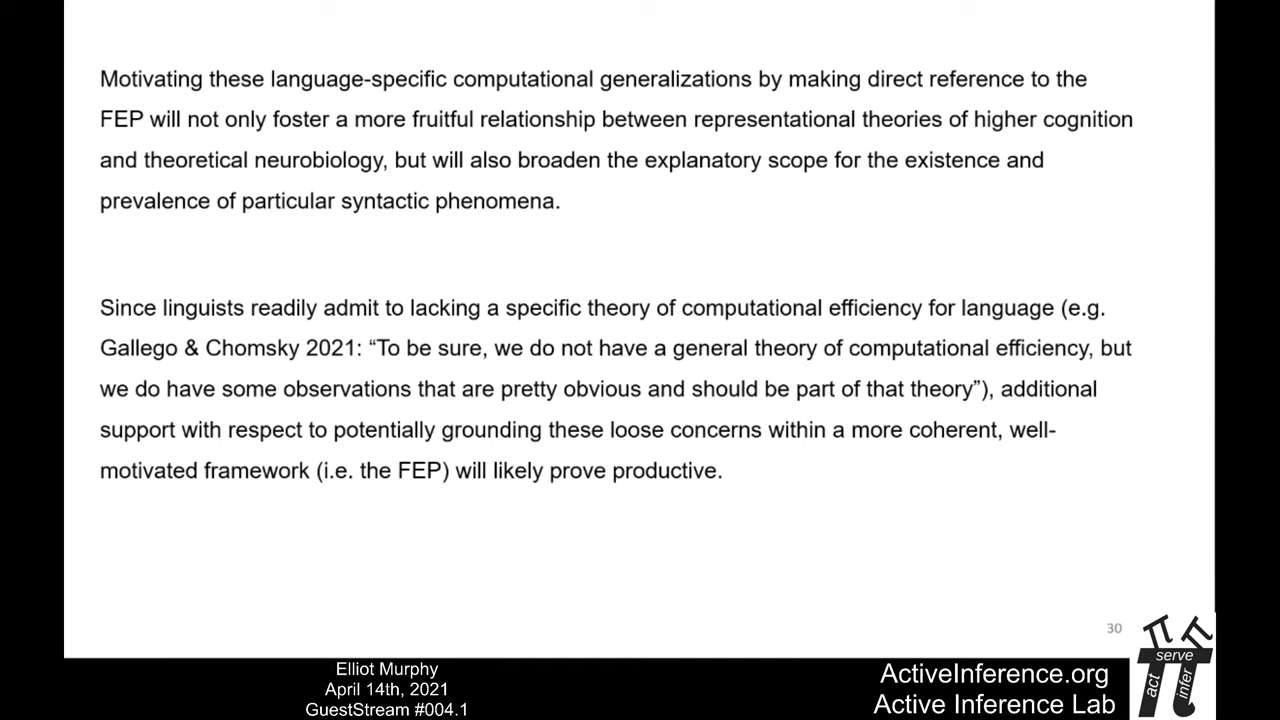 Motivating these language-specific computational generalizations by making direct reference to the
FEP will not only foster a more fruitful relationship between representational theories of higher cognition
and theoretical neurobiology, but will also broaden the explanatory scope for the existence and
prevalence of particular syntactic phenomena.
Since linguists readily admit to lacking a specific theory of computational efficiency for language (e.g.
Gallego & Chomsky 2021: “To be sure, we do not have a general theory of computational efficiency, but
we do have some observations that are pretty obvious and should be part of that theory”), additional
support with respect to potentially grounding these loose concerns within a more coherent, well-
motivated framework (i.e. the FEP) will likely prove productive.
30
Elliot Murphy
April 14th, 2021
GuestStream #004.1
ActiveInference.org
Active Inference Lab
π π
serve
act
infer